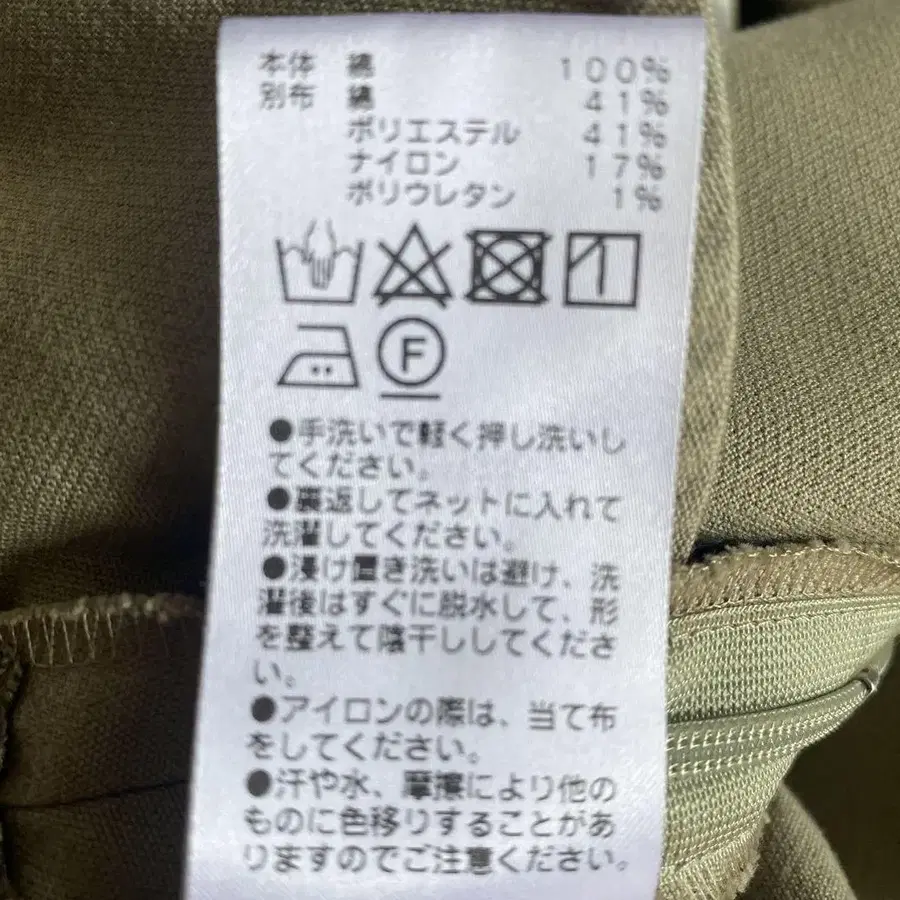 本体 綿 100%
別布 綿 41%
ポリエステル 41%
ナイロン 17%
ポリウレタン 1%
F
●手洗いで軽く押し洗いし
てください。
●裏返してネットに入れて
洗濯してください。
●浸け置き洗いは避け、洗
濯後はすぐに脱水して、形
を整えて陰干ししてくださ
い。
●アイロンの際は、当て布
をしてください。
●汗や水、摩擦により他の
ものに色移りすることがあ
りますのでご注意ください。